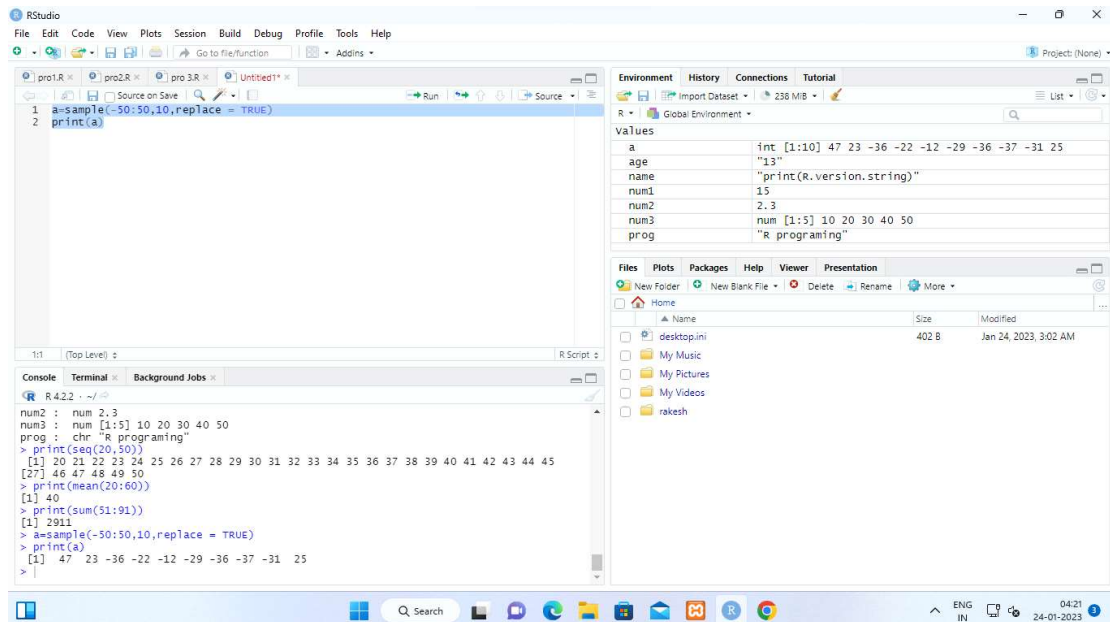 RStudio
File Edit Code View Plots Session Build Debug Profile Tools Help
Go to file/function Addins Project: (None)
pro1.R pro2.R pro 3.R Untitled1*
Source on Save Run Source
1 a=sample(-50:50,10,replace = TRUE)
2 print(a)
1:1 (Top Level) R Script
Console Terminal Background Jobs
R 4.2.2 · ~/
num2 : num 2.3
num3 : num [1:5] 10 20 30 40 50
prog : chr "R programing"
> print(seq(20,50))
[1] 20 21 22 23 24 25 26 27 28 29 30 31 32 33 34 35 36 37 38 39 40 41 42 43 44 45
[27] 46 47 48 49 50
> print(mean(20:60))
[1] 40
> print(sum(51:91))
[1] 2911
> a=sample(-50:50,10,replace = TRUE)
> print(a)
[1] 47 23 -36 -22 -12 -29 -36 -37 -31 25
>
Environment History Connections Tutorial
Import Dataset 238 MiB List
R Global Environment
Values
a int [1:10] 47 23 -36 -22 -12 -29 -36 -37 -31 25
age "13"
name "print(R.version.string)"
num1 15
num2 2.3
num3 num [1:5] 10 20 30 40 50
prog "R programing"
Files Plots Packages Help Viewer Presentation
New Folder New Blank File Delete Rename More
Home ...
Name Size Modified
desktop.ini 402 B Jan 24, 2023, 3:02 AM
My Music
My Pictures
My Videos
rakesh
Search
ENG
IN
04:21
24-01-2023
3